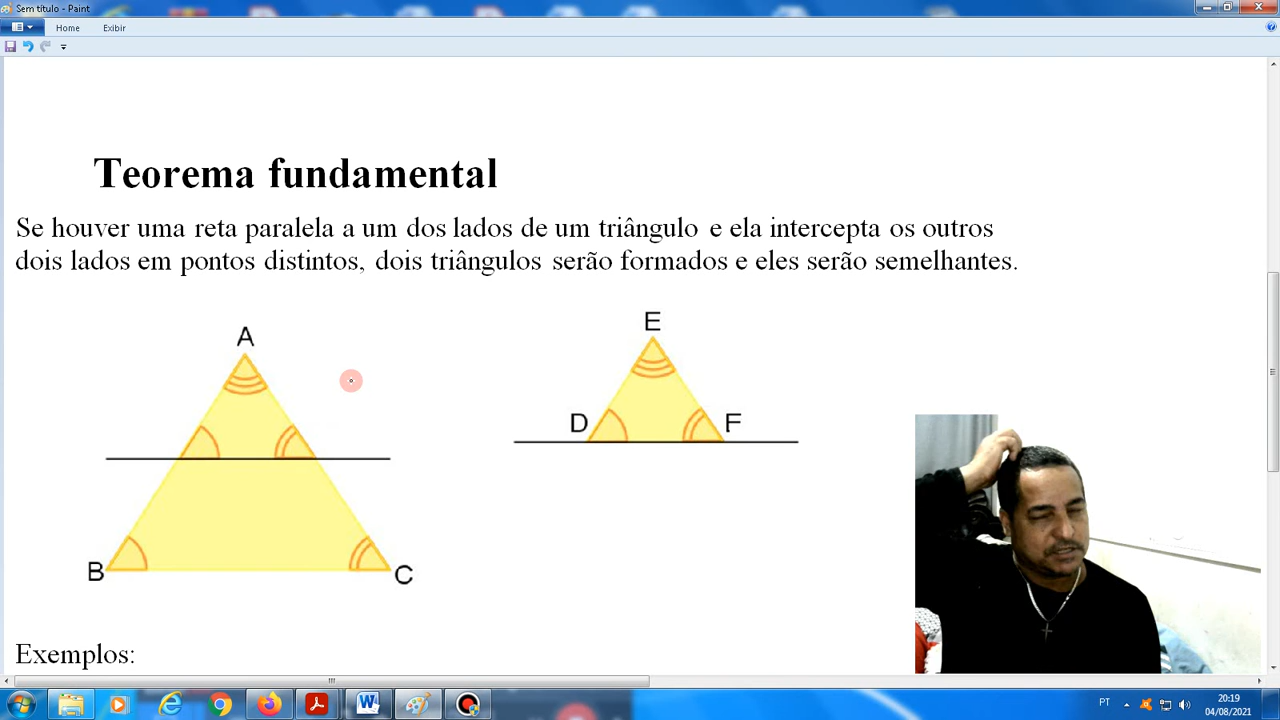 Sem título - Paint
Home Exibir
Teorema fundamental
Se houver uma reta paralela a um dos lados de um triângulo e ela intercepta os outros
dois lados em pontos distintos, dois triângulos serão formados e eles serão semelhantes.
A
E
D F
B C
Exemplos:
PT 20:19
04/08/2021